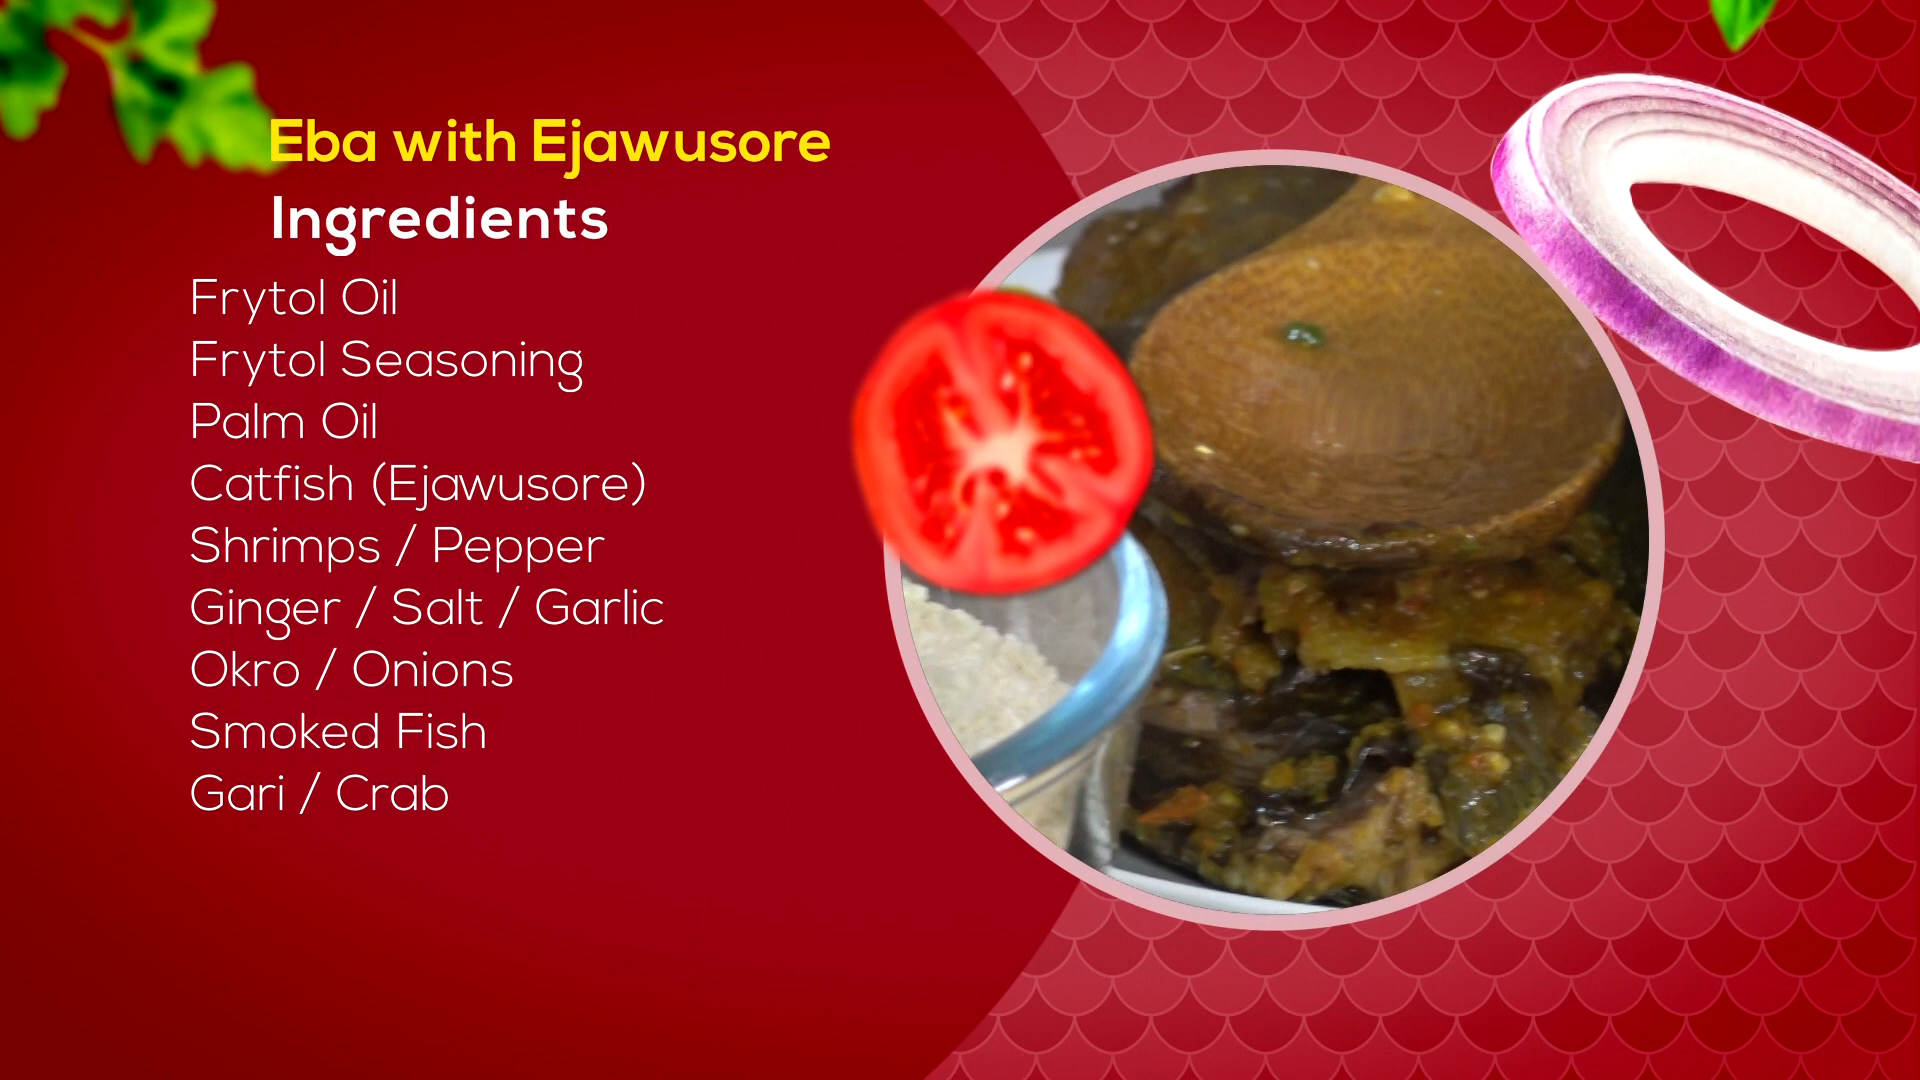 Eba with Ejawusore
Ingredients
Frytol Oil
Frytol Seasoning
Palm Oil
Catfish (Ejawusore)
Shrimps / Pepper
Ginger / Salt / Garlic
Okro / Onions
Smoked Fish
Gari / Crab